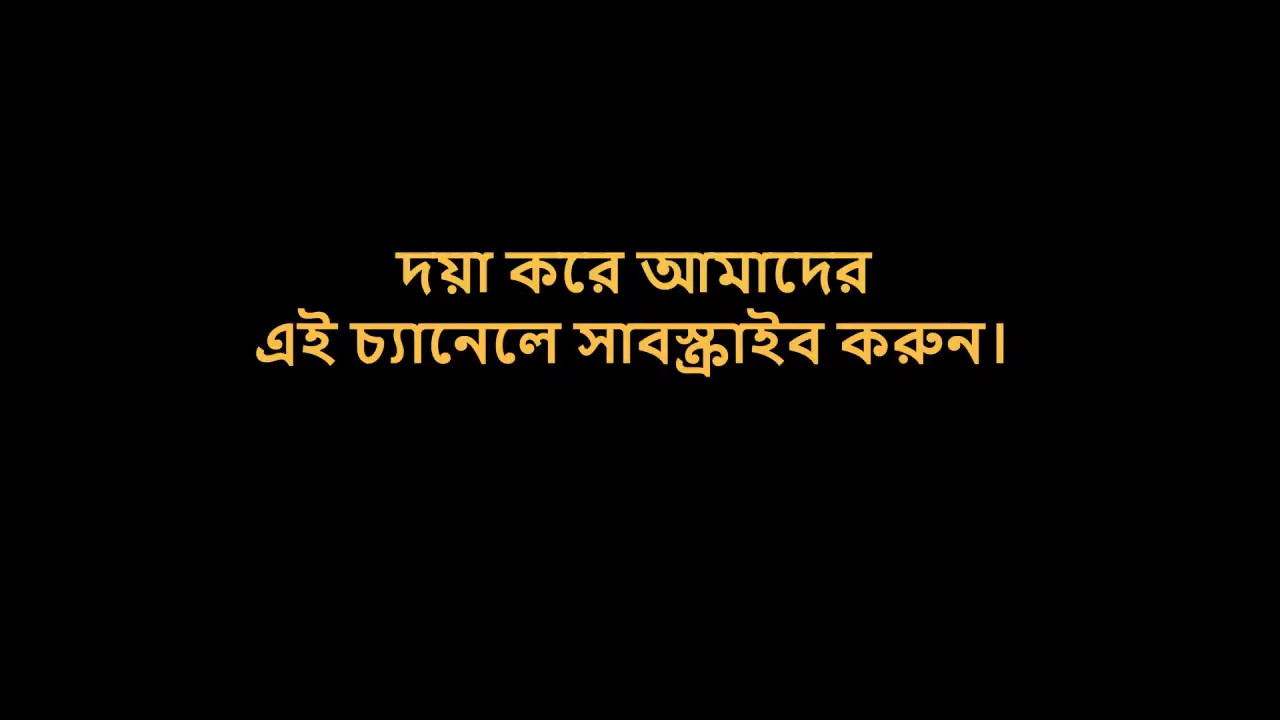 দয়া করে আমাদের
এই চ্যানেলে সাবস্ক্রাইব করুন।